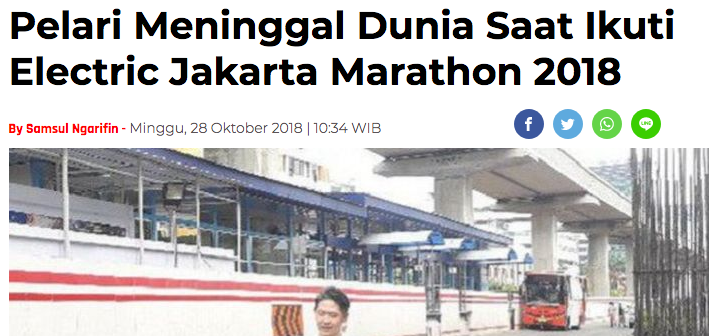 Pelari Meninggal Dunia Saat Ikuti
Electric Jakarta Marathon 2018
By Samsul Ngarifin - Minggu, 28 Oktober 2018 | 10:34 WIB
f
LINE